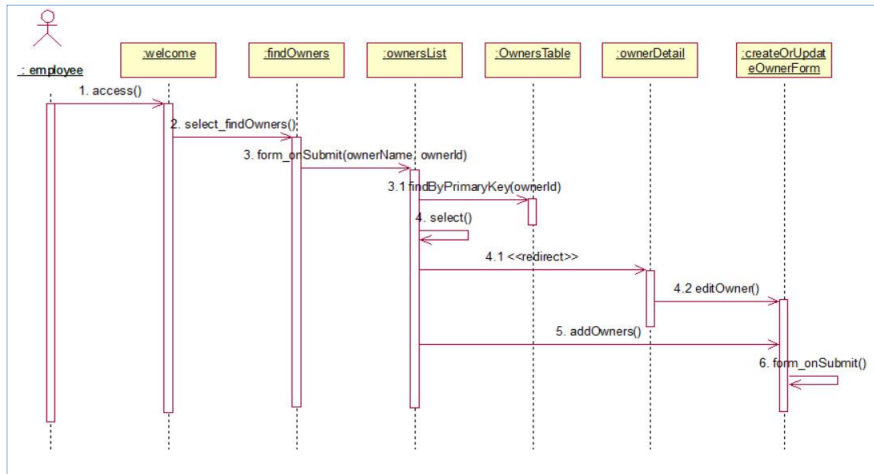 : employee
:welcome
:findOwners
:ownersList
:OwnersTable
:ownerDetail
:createOrUpdat
eOwnerForm
1. access()
2. select_findOwners()
3. form_onSubmit(ownerName, ownerId)
3.1 findByPrimaryKey(ownerId)
4. select()
4.1 <<redirect>>
4.2 editOwner()
5. addOwners()
6. form_onSubmit()